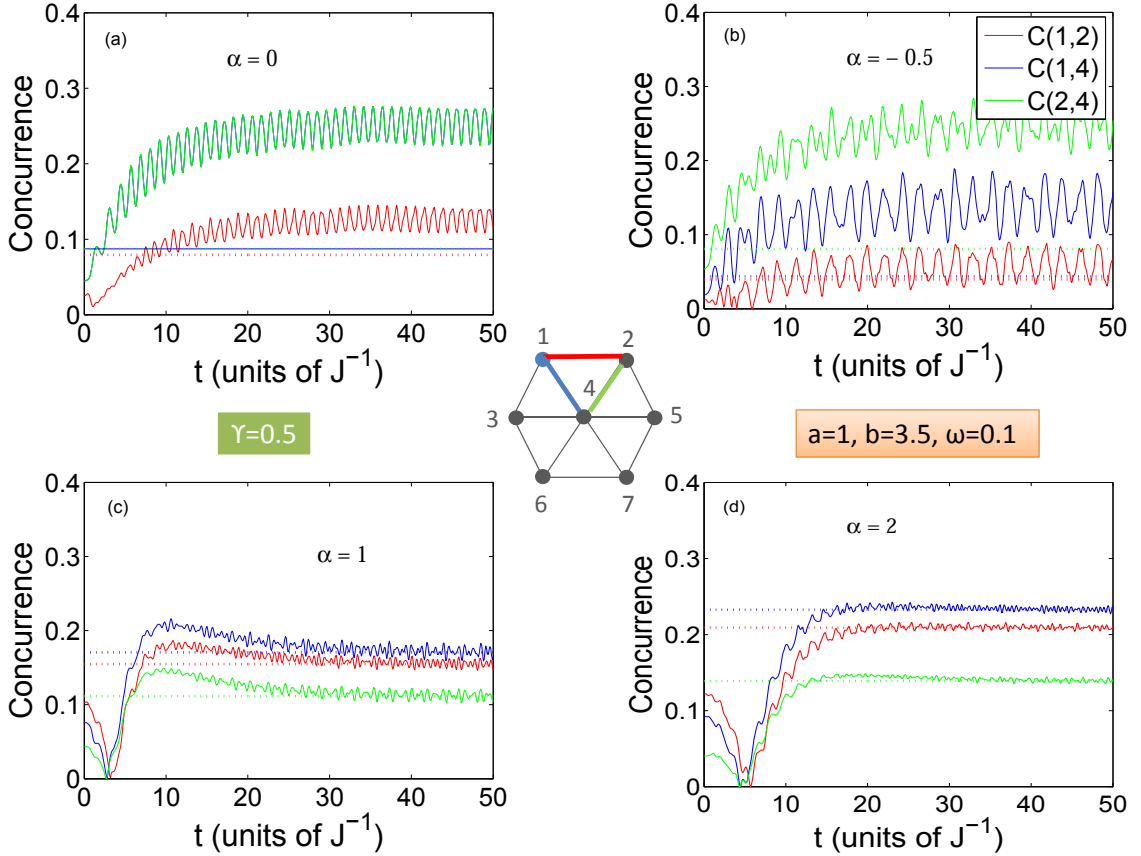 (a)
α = 0
Concurrence
0.4
0.3
0.2
0.1
0
0 10 20 30 40 50
t (units of J⁻¹)
(b)
α = − 0.5
C(1,2)
C(1,4)
C(2,4)
Concurrence
0.4
0.3
0.2
0.1
0
0 10 20 30 40 50
t (units of J⁻¹)
1 2
4
3 5
6 7
ϒ=0.5
a=1, b=3.5, ω=0.1
(c)
α = 1
Concurrence
0.4
0.3
0.2
0.1
0
0 10 20 30 40 50
t (units of J⁻¹)
(d)
α = 2
Concurrence
0.4
0.3
0.2
0.1
0
0 10 20 30 40 50
t (units of J⁻¹)